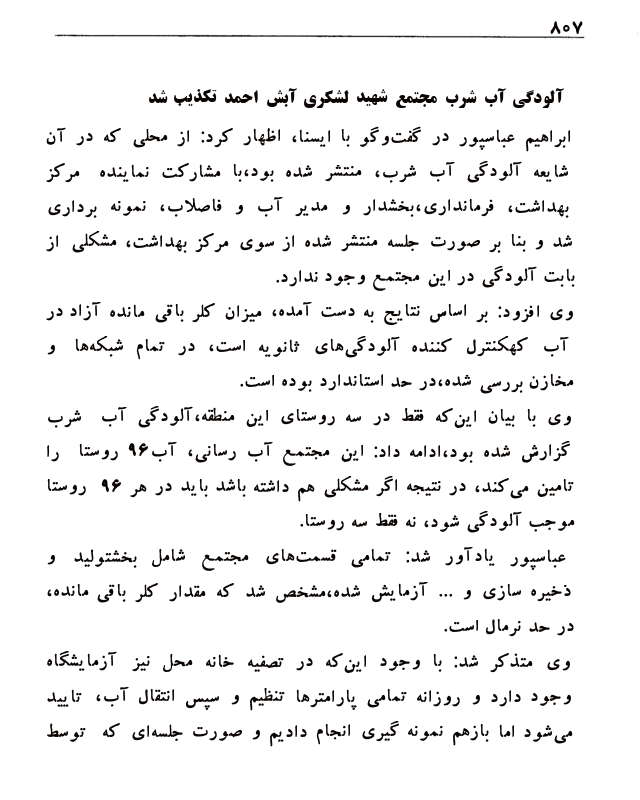 ۸۰۷
آلودگی آب شرب مجتمع شهید لشکری آبش احمد تکذیب شد
ابراهیم عباسپور در گفت‌وگو با ایسنا، اظهار کرد: از محلی که در آن
شایعه آلودگی آب شرب، منتشر شده بود،با مشارکت نماینده مرکز
بهداشت، فرمانداری،بخشدار و مدیر آب و فاصلاب، نمونه برداری
شد و بنا بر صورت جلسه منتشر شده از سوی مرکز بهداشت، مشکلی از
بابت آلودگی در این مجتمع وجود ندارد.
وی افزود: بر اساس نتایج به دست آمده، میزان کلر باقی مانده آزاد در
آب کهکنترل کننده آلودگی‌های ثانویه است، در تمام شبکه‌ها و
مخازن بررسی شده،در حد استاندارد بوده است.
وی با بیان این‌که فقط در سه روستای این منطقه،آلودگی آب شرب
گزارش شده بود،ادامه داد: این مجتمع آب رسانی، آب۹۶ روستا را
تامین می‌کند، در نتیجه اگر مشکلی هم داشته باشد باید در هر ۹۶ روستا
موجب آلودگی شود، نه فقط سه روستا.
عباسپور یادآور شد: تمامی قسمت‌های مجتمع شامل بخشتولید و
ذخیره سازی و ... آزمایش شده،مشخص شد که مقدار کلر باقی مانده،
در حد نرمال است.
وی متذکر شد: با وجود این‌که در تصفیه خانه محل نیز آزمایشگاه
وجود دارد و روزانه تمامی پارامترها تنظیم و سپس انتقال آب، تایید
می‌شود اما بازهم نمونه گیری انجام دادیم و صورت جلسه‌ای که توسط